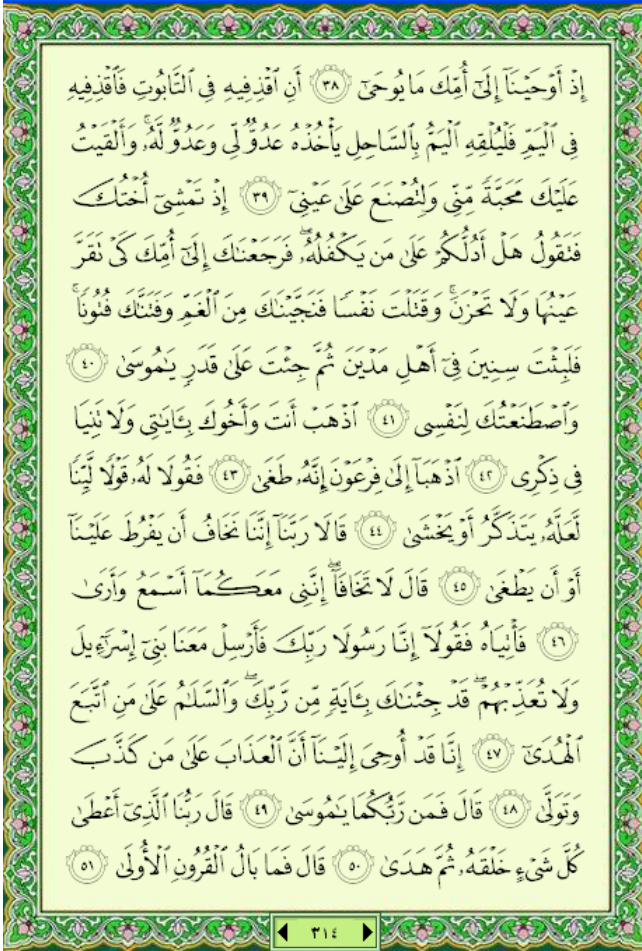 إِذْ أَوْحَيْنَآ إِلَىٰٓ أُمِّكَ مَا يُوحَىٰٓ ٣٨ أَنِ ٱقْذِفِيهِ فِى ٱلتَّابُوتِ فَٱقْذِفِيهِ
فِى ٱلْيَمِّ فَلْيُلْقِهِ ٱلْيَمُّ بِٱلسَّاحِلِ يَأْخُذْهُ عَدُوٌّ لِّى وَعَدُوٌّ لَّهُۥ ۚ وَأَلْقَيْتُ
عَلَيْكَ مَحَبَّةً مِّنِّى وَلِتُصْنَعَ عَلَىٰ عَيْنِىٓ ٣٩ إِذْ تَمْشِىٓ أُخْتُكَ
فَتَقُولُ هَلْ أَدُلُّكُمْ عَلَىٰ مَن يَكْفُلُهُۥ ۖ فَرَجَعْنَٰكَ إِلَىٰٓ أُمِّكَ كَىْ تَقَرَّ
عَيْنُهَا وَلَا تَحْزَنَ ۚ وَقَتَلْتَ نَفْسًا فَنَجَّيْنَٰكَ مِنَ ٱلْغَمِّ وَفَتَنَّٰكَ فُتُونًا ۚ
فَلَبِثْتَ سِنِينَ فِىٓ أَهْلِ مَدْيَنَ ثُمَّ جِئْتَ عَلَىٰ قَدَرٍ يَٰمُوسَىٰ ٤٠
وَٱصْطَنَعْتُكَ لِنَفْسِى ٤١ ٱذْهَبْ أَنتَ وَأَخُوكَ بِـَٔايَٰتِى وَلَا تَنِيَا
فِى ذِكْرِى ٤٢ ٱذْهَبَآ إِلَىٰ فِرْعَوْنَ إِنَّهُۥ طَغَىٰ ٤٣ فَقُولَا لَهُۥ قَوْلًا لَّيِّنًا
لَّعَلَّهُۥ يَتَذَكَّرُ أَوْ يَخْشَىٰ ٤٤ قَالَا رَبَّنَآ إِنَّنَا نَخَافُ أَن يَفْرُطَ عَلَيْنَآ
أَوْ أَن يَطْغَىٰ ٤٥ قَالَ لَا تَخَافَآ ۖ إِنَّنِى مَعَكُمَآ أَسْمَعُ وَأَرَىٰ
٤٦ فَأْتِيَاهُ فَقُولَآ إِنَّا رَسُولَا رَبِّكَ فَأَرْسِلْ مَعَنَا بَنِىٓ إِسْرَٰٓءِيلَ
وَلَا تُعَذِّبْهُمْ ۖ قَدْ جِئْنَٰكَ بِـَٔايَةٍ مِّن رَّبِّكَ ۖ وَٱلسَّلَٰمُ عَلَىٰ مَنِ ٱتَّبَعَ
ٱلْهُدَىٰٓ ٤٧ إِنَّا قَدْ أُوحِىَ إِلَيْنَآ أَنَّ ٱلْعَذَابَ عَلَىٰ مَن كَذَّبَ
وَتَوَلَّىٰ ٤٨ قَالَ فَمَن رَّبُّكُمَا يَٰمُوسَىٰ ٤٩ قَالَ رَبُّنَا ٱلَّذِىٓ أَعْطَىٰ
كُلَّ شَىْءٍ خَلْقَهُۥ ثُمَّ هَدَىٰ ٥٠ قَالَ فَمَا بَالُ ٱلْقُرُونِ ٱلْأُولَىٰ ٥١
٣١٤